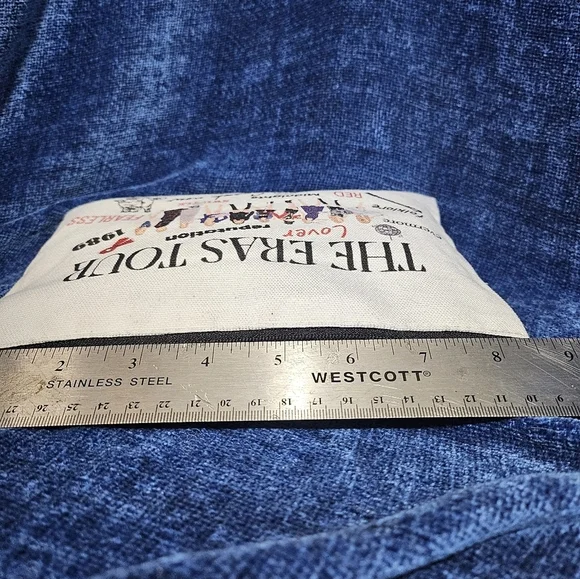 THE ERAS TOUR
1989
reputation
Lover
evermore
folklore
FEARLESS
Midnights
RED
2 3 4 5 6 7 8 9
STAINLESS STEEL WESTCOTT®
27 26 25 24 23 22 21 20 19 18 17 16 15 14 13 12 11 10 9 8